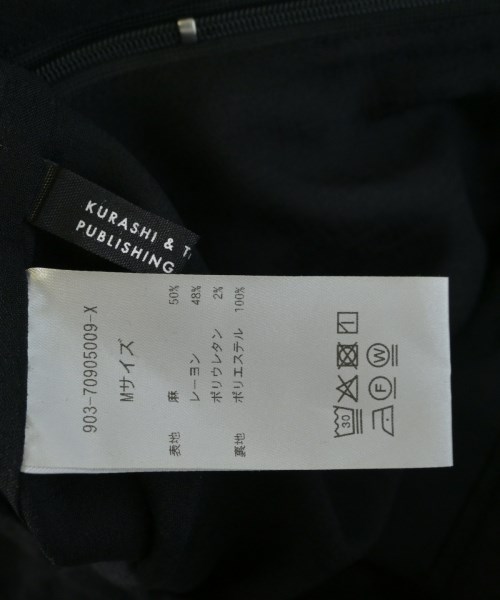 KURASHI &
PUBLISHING
903-70905009-X
Mサイズ
表地 麻 50%
レーヨン 48%
ポリウレタン 2%
裏地 ポリエステル 100%
30
W
F